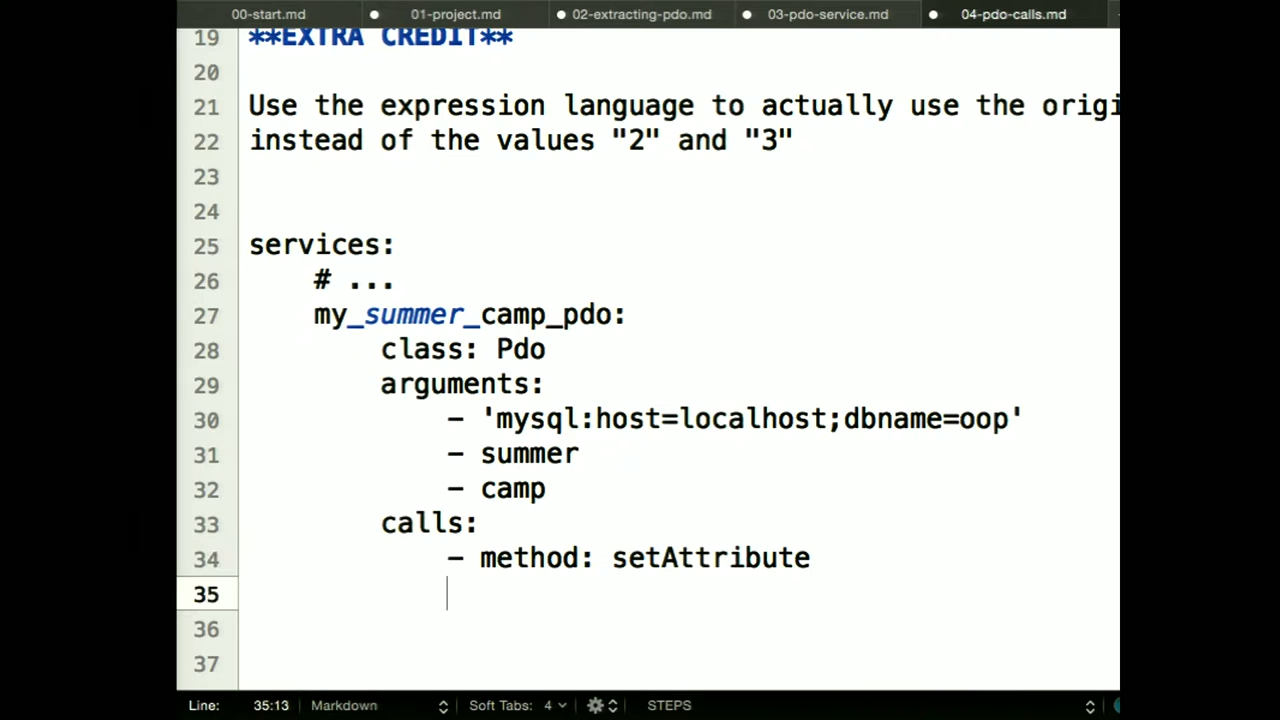 00-start.md 01-project.md 02-extracting-pdo.md 03-pdo-service.md 04-pdo-calls.md
19 **EXTRA CREDIT**
20
21 Use the expression language to actually use the origi
22 instead of the values "2" and "3"
23
24
25 services:
26 # ...
27 my_summer_camp_pdo:
28 class: Pdo
29 arguments:
30 - 'mysql:host=localhost;dbname=oop'
31 - summer
32 - camp
33 calls:
34 - method: setAttribute
35
36
37
Line: 35:13 Markdown Soft Tabs: 4 STEPS